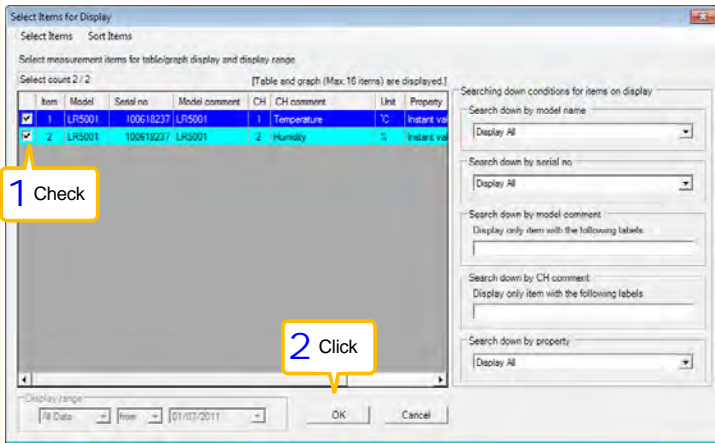 Select Items for Display
Select Items Sort Items
Select measurement items for table/graph display and display range
Select count 2 / 2 [Table and graph (Max.16 items) are displayed.]
Item Model Serial no Model comment CH CH comment Unit Property
1 LR5001 100618237 LR5001 1 Temperature ℃ Instant val
2 LR5001 100618237 LR5001 2 Humidity % Instant val
1 Check
Searching down conditions for items on display
Search down by model name
Display All
Search down by serial no
Display All
Search down by model comment
Display only item with the following labels
Search down by CH comment
Display only item with the following labels
Search down by property
Display All
2 Click
Display range
All Data from 01/07/2011
OK Cancel